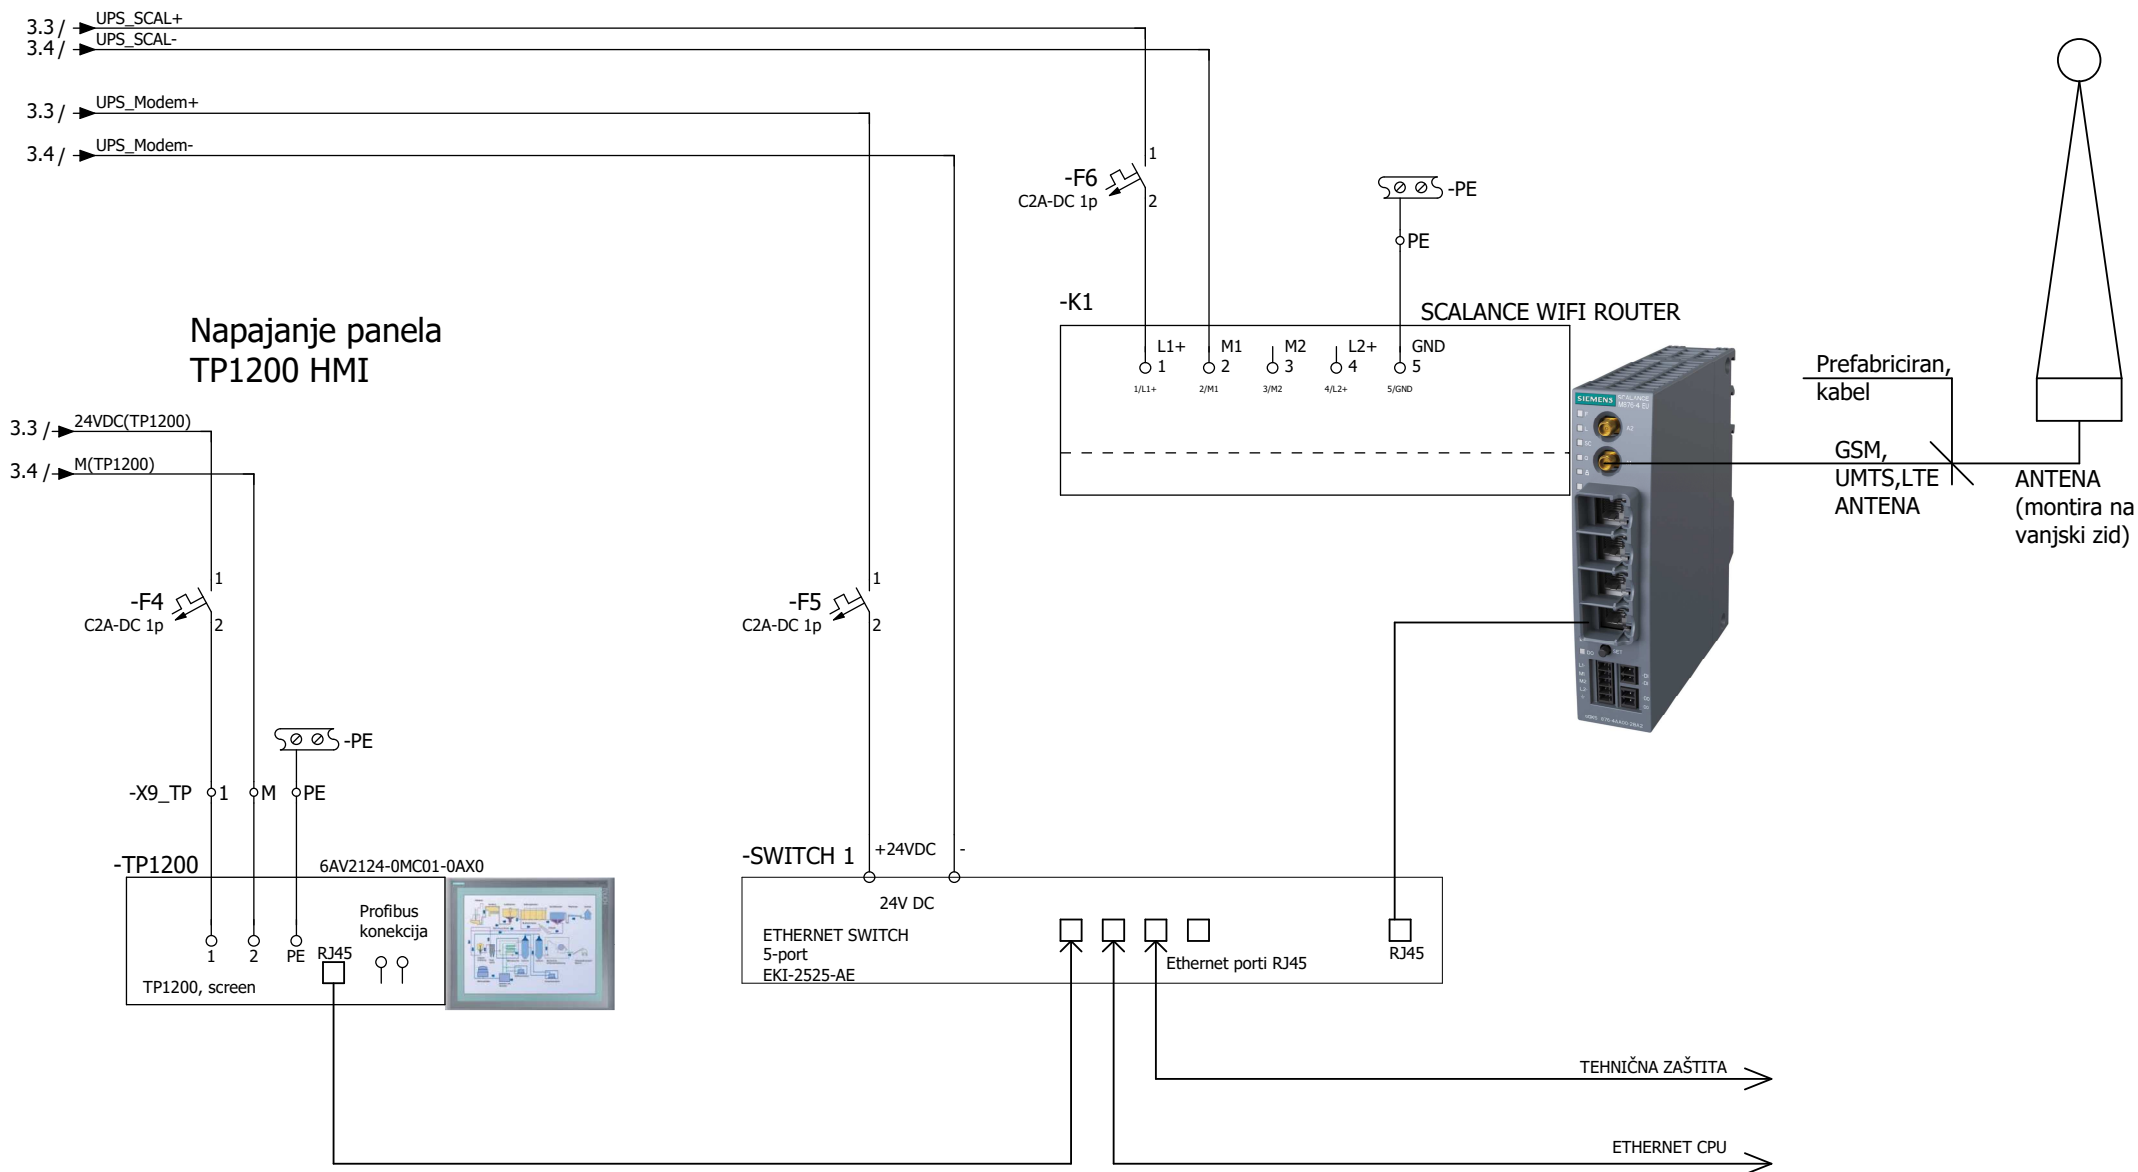 3.3 /
UPS_SCAL+
3.4 /
UPS_SCAL-
3.3 /
UPS_Modem+
3.4 /
UPS_Modem-
-F6
C2A-DC 1p
1
2
-PE
PE
-K1
SCALANCE WIFI ROUTER
L1+
1
1/L1+
M1
2
2/M1
M2
3
3/M2
L2+
4
4/L2+
GND
5
5/GND
Napajanje panela
TP1200 HMI
3.3 /
24VDC(TP1200)
3.4 /
M(TP1200)
SIEMENS
SCALANCE
M876-4 EU
A2
Prefabriciran,
kabel
GSM,
UMTS,LTE
ANTENA
ANTENA
(montira na
vanjski zid)
-F4
C2A-DC 1p
1
2
-F5
C2A-DC 1p
1
2
-PE
-X9_TP
1
M
PE
-TP1200
6AV2124-0MC01-0AX0
Profibus
konekcija
1
2
PE
RJ45
TP1200, screen
-SWITCH 1
+24VDC
-
24V DC
ETHERNET SWITCH
5-port
EKI-2525-AE
Ethernet porti RJ45
RJ45
TEHNIČNA ZAŠTITA
ETHERNET CPU